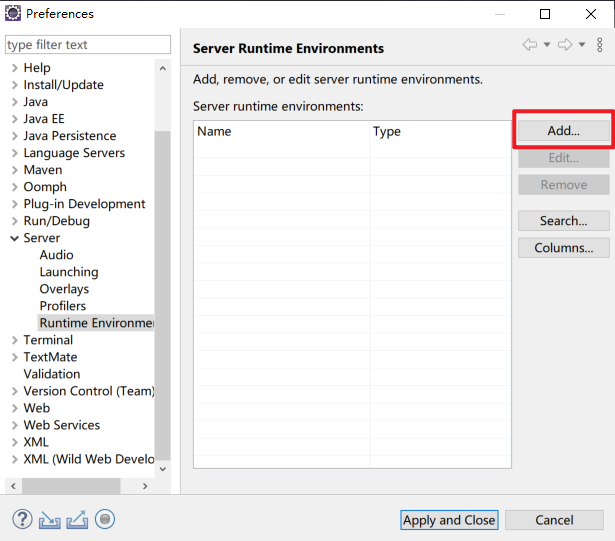 Preferences
type filter text
Help
Install/Update
Java
Java EE
Java Persistence
Language Servers
Maven
Oomph
Plug-in Development
Run/Debug
Server
Audio
Launching
Overlays
Profilers
Runtime Environme
Terminal
TextMate
Validation
Version Control (Team)
Web
Web Services
XML
XML (Wild Web Develo
Server Runtime Environments
Add, remove, or edit server runtime environments.
Server runtime environments:
Name Type
Add...
Edit...
Remove
Search...
Columns...
Apply and Close Cancel